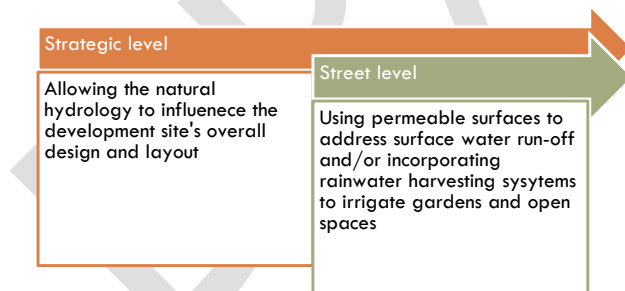 Strategic level
Allowing the natural
hydrology to influenece the
development site's overall
design and layout
Street level
Using permeable surfaces to
address surface water run-off
and/or incorporating
rainwater harvesting sysytems
to irrigate gardens and open
spaces